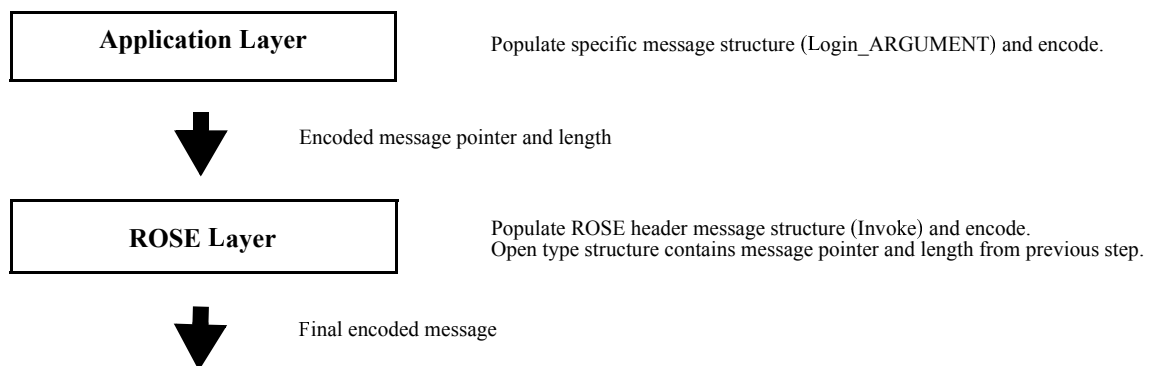 Application Layer
Populate specific message structure (Login_ARGUMENT) and encode.
Encoded message pointer and length
ROSE Layer
Populate ROSE header message structure (Invoke) and encode.
Open type structure contains message pointer and length from previous step.
Final encoded message